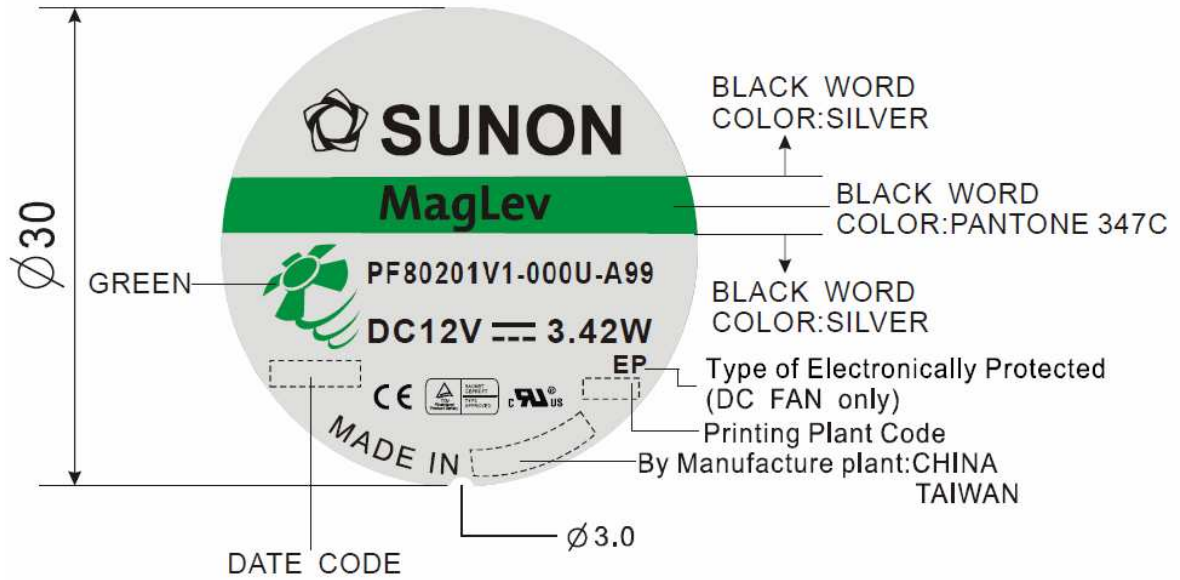 BLACK WORD
COLOR:SILVER
SUNON
MagLev
BLACK WORD
COLOR:PANTONE 347C
Ø30
GREEN
PF80201V1-000U-A99
BLACK WORD
COLOR:SILVER
DC12V 3.42W
EP
Type of Electronically Protected
(DC FAN only)
CE
c RU ® US
Printing Plant Code
MADE IN
By Manufacture plant:CHINA
TAIWAN
Ø3.0
DATE CODE